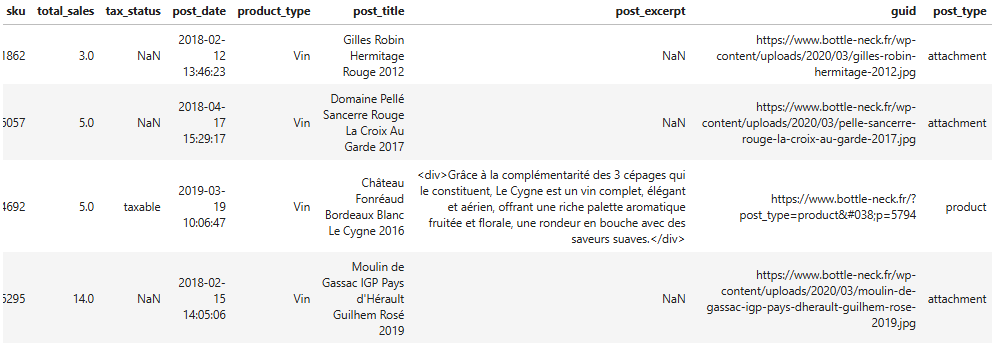 sku total_sales tax_status post_date product_type post_title post_excerpt guid post_type
1862 3.0 NaN 2018-02-12 13:46:23 Vin Gilles Robin Hermitage Rouge 2012 NaN https://www.bottle-neck.fr/wp-content/uploads/2020/03/gilles-robin-hermitage-2012.jpg attachment
5057 5.0 NaN 2018-04-17 15:29:17 Vin Domaine Pellé Sancerre Rouge La Croix Au Garde 2017 NaN https://www.bottle-neck.fr/wp-content/uploads/2020/03/pelle-sancerre-rouge-la-croix-au-garde-2017.jpg attachment
4692 5.0 taxable 2019-03-19 10:06:47 Vin Château Fonréaud Bordeaux Blanc Le Cygne 2016 <div>Grâce à la complémentarité des 3 cépages qui le constituent, Le Cygne est un vin complet, élégant et aérien, offrant une riche palette aromatique fruitée et florale, une rondeur en bouche avec des saveurs suaves.</div> https://www.bottle-neck.fr/?post_type=product&#038;p=5794 product
5295 14.0 NaN 2018-02-15 14:05:06 Vin Moulin de Gassac IGP Pays d'Hérault Guilhem Rosé 2019 NaN https://www.bottle-neck.fr/wp-content/uploads/2020/03/moulin-de-gassac-igp-pays-dherault-guilhem-rose-2019.jpg attachment